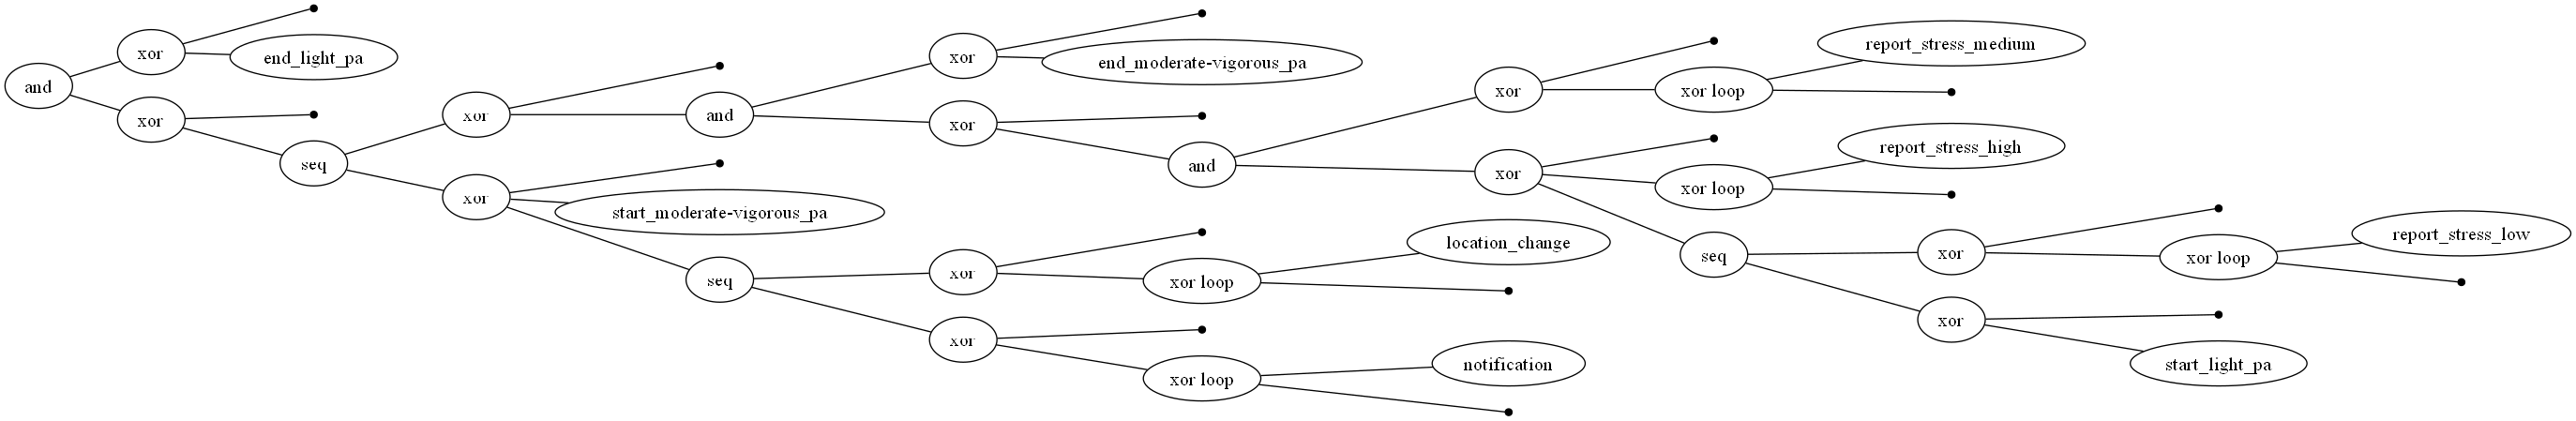 and
xor
end_light_pa
xor
seq
xor
and
xor
end_moderate-vigorous_pa
xor
and
xor
xor loop
report_stress_medium
xor
xor loop
report_stress_high
seq
xor
xor loop
report_stress_low
xor
start_light_pa
xor
start_moderate-vigorous_pa
seq
xor
xor loop
location_change
xor
xor loop
notification